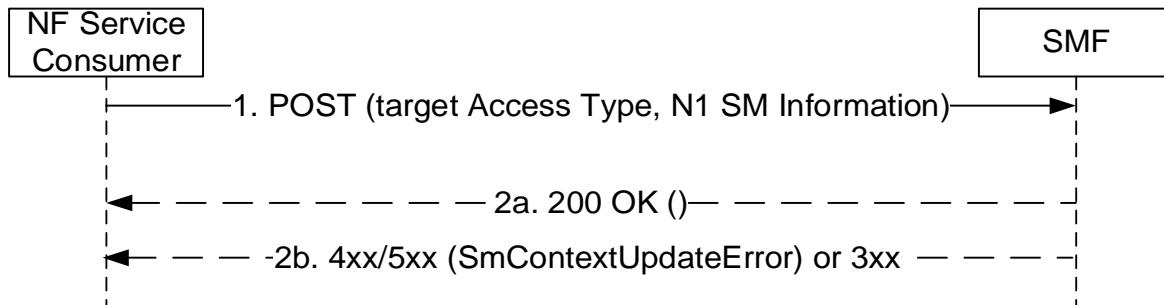 NF Service
Consumer
SMF
1. POST (target Access Type, N1 SM Information)
2a. 200 OK ()
2b. 4xx/5xx (SmContextUpdateError) or 3xx